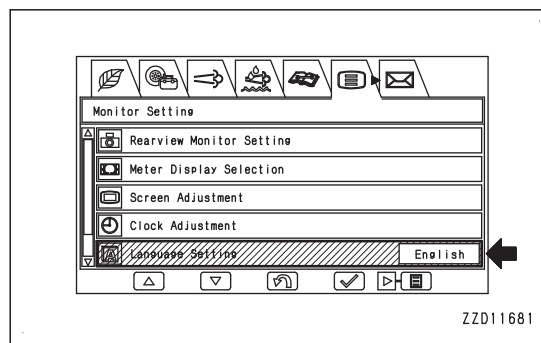 Monitor Setting
Rearview Monitor Setting
Meter Display Selection
Screen Adjustment
Clock Adjustment
Language Setting English
ZZD11681